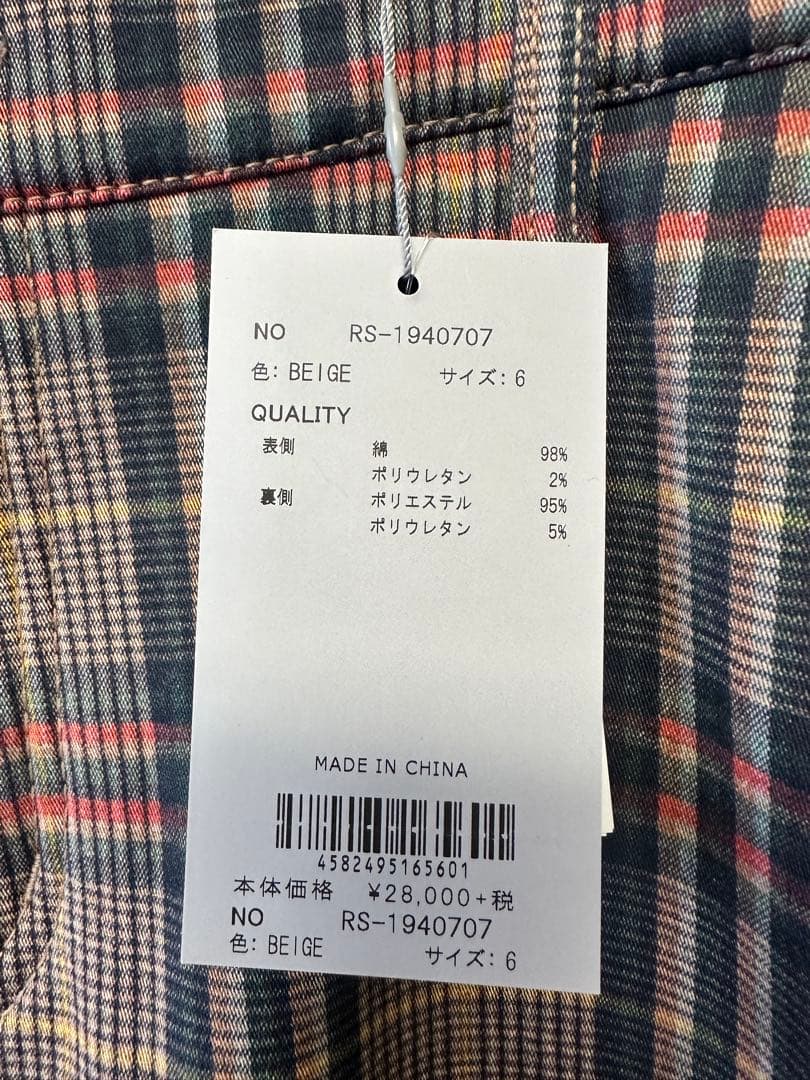 NO RS-1940707
色: BEIGE サイズ: 6
QUALITY
表側 綿 98%
ポリウレタン 2%
裏側 ポリエステル 95%
ポリウレタン 5%
MADE IN CHINA
4582495165601
本体価格 ¥28,000+税
NO RS-1940707
色: BEIGE サイズ: 6